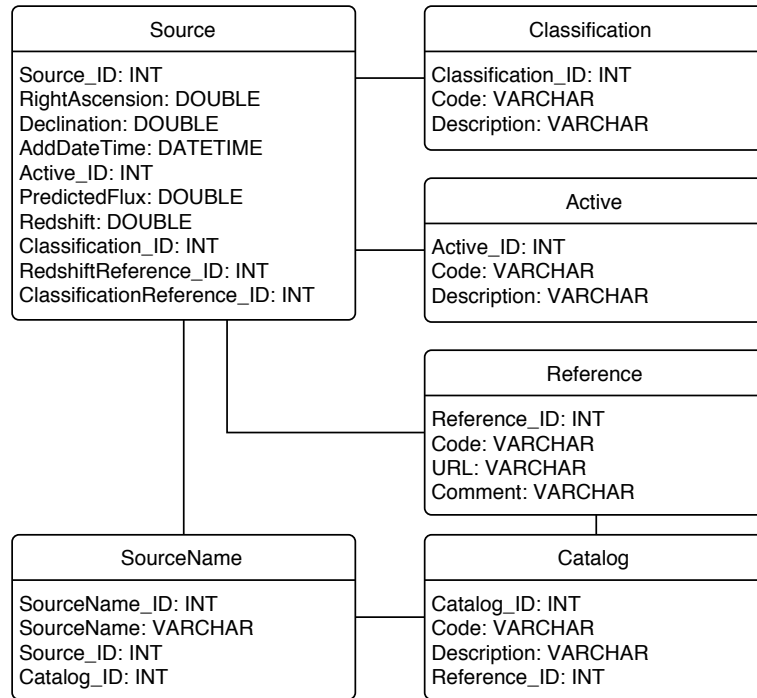 Source
Source_ID: INT
RightAscension: DOUBLE
Declination: DOUBLE
AddDateTime: DATETIME
Active_ID: INT
PredictedFlux: DOUBLE
Redshift: DOUBLE
Classification_ID: INT
RedshiftReference_ID: INT
ClassificationReference_ID: INT
Classification
Classification_ID: INT
Code: VARCHAR
Description: VARCHAR
Active
Active_ID: INT
Code: VARCHAR
Description: VARCHAR
Reference
Reference_ID: INT
Code: VARCHAR
URL: VARCHAR
Comment: VARCHAR
SourceName
SourceName_ID: INT
SourceName: VARCHAR
Source_ID: INT
Catalog_ID: INT
Catalog
Catalog_ID: INT
Code: VARCHAR
Description: VARCHAR
Reference_ID: INT